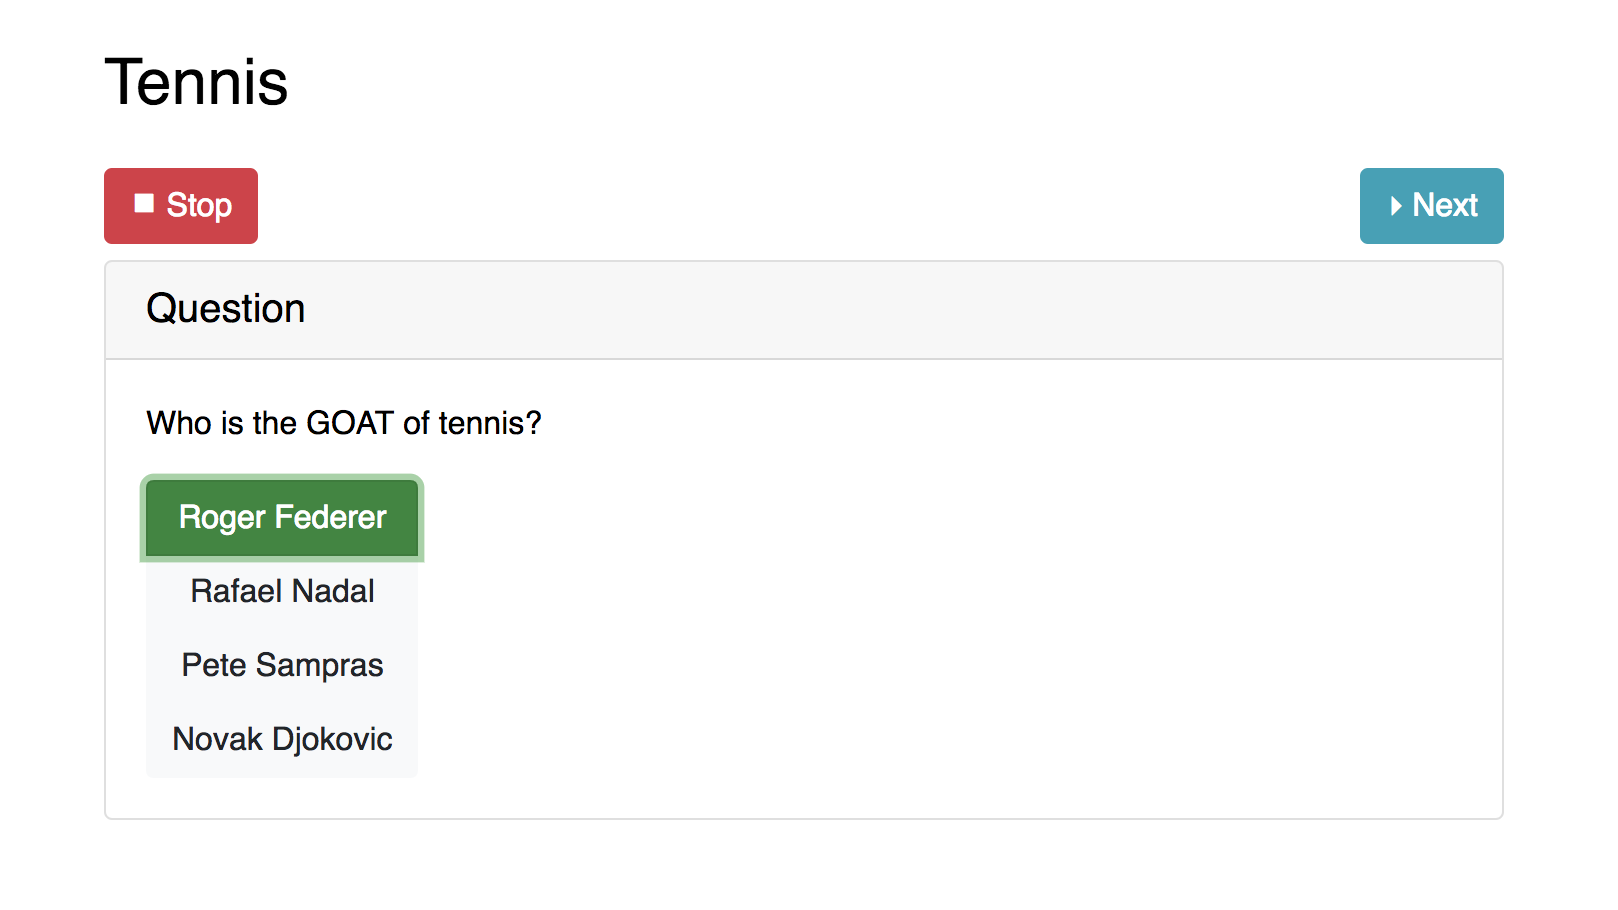 Tennis
Stop
Next
Question
Who is the GOAT of tennis?
Roger Federer
Rafael Nadal
Pete Sampras
Novak Djokovic